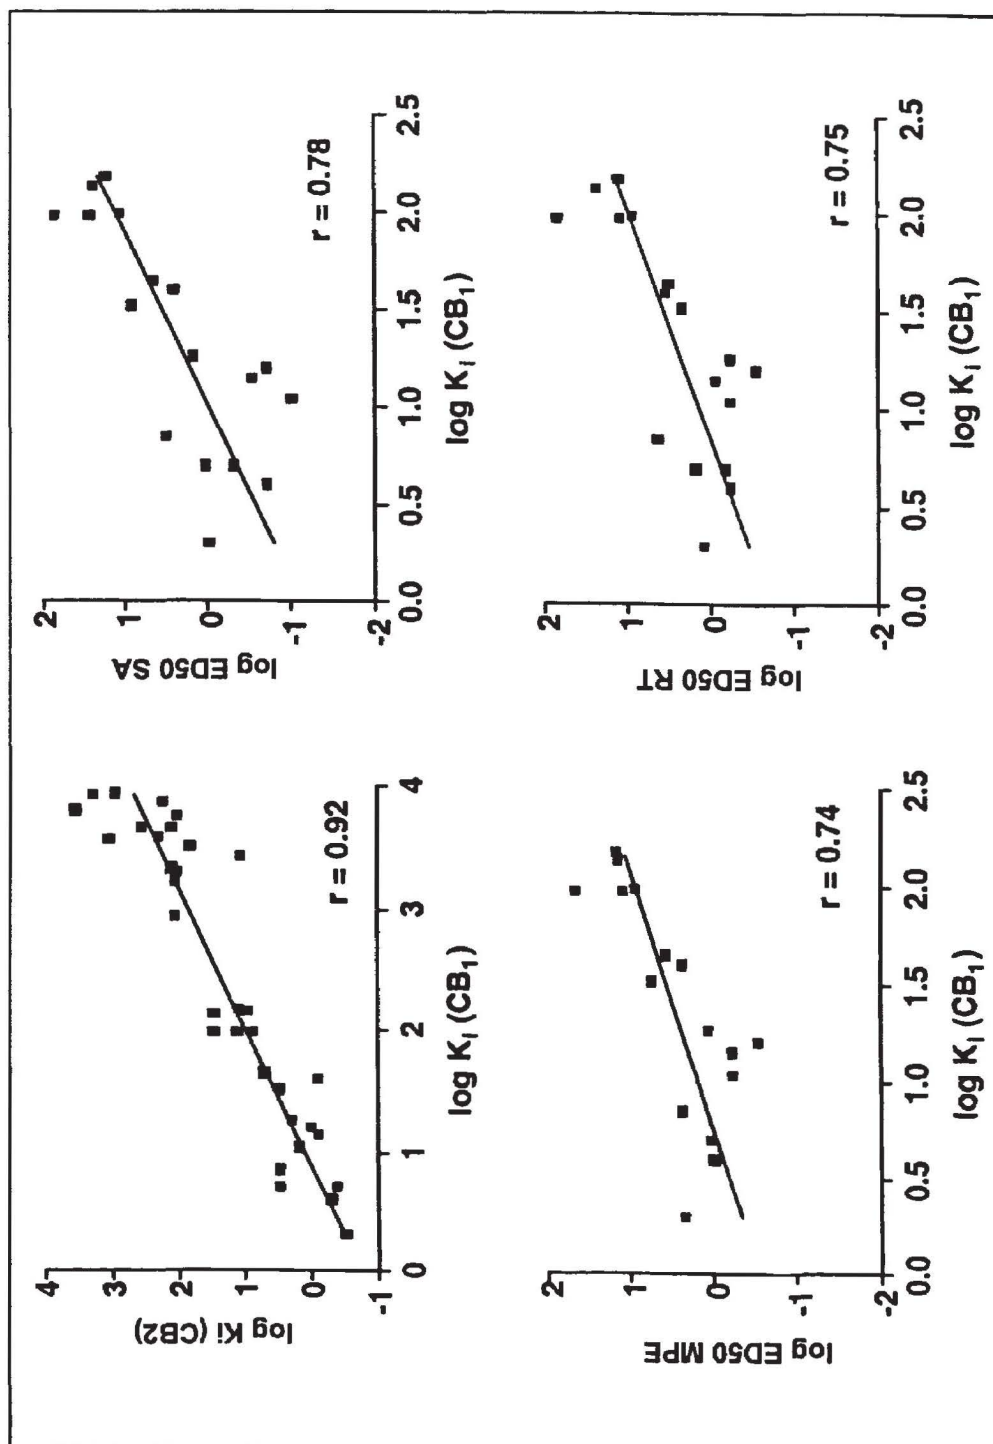 log Ki (CB2)
4
3
2
1
0
-1
0 1 2 3 4
r = 0.92
log Kᵢ (CB₁)
log ED50 SA
2
1
0
-1
-2
0.0 0.5 1.0 1.5 2.0 2.5
r = 0.78
log Kᵢ (CB₁)
log ED50 MPE
2
1
0
-1
-2
0.0 0.5 1.0 1.5 2.0 2.5
r = 0.74
log Kᵢ (CB₁)
log ED50 RT
2
1
0
-1
-2
0.0 0.5 1.0 1.5 2.0 2.5
r = 0.75
log Kᵢ (CB₁)